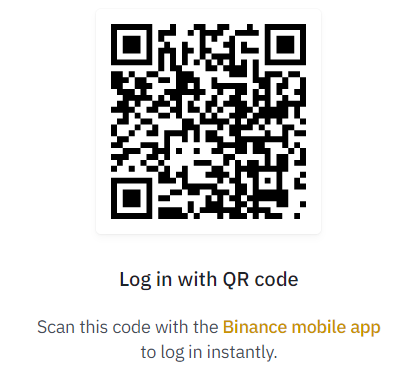 Log in with QR code
Scan this code with the Binance mobile app
to log in instantly.